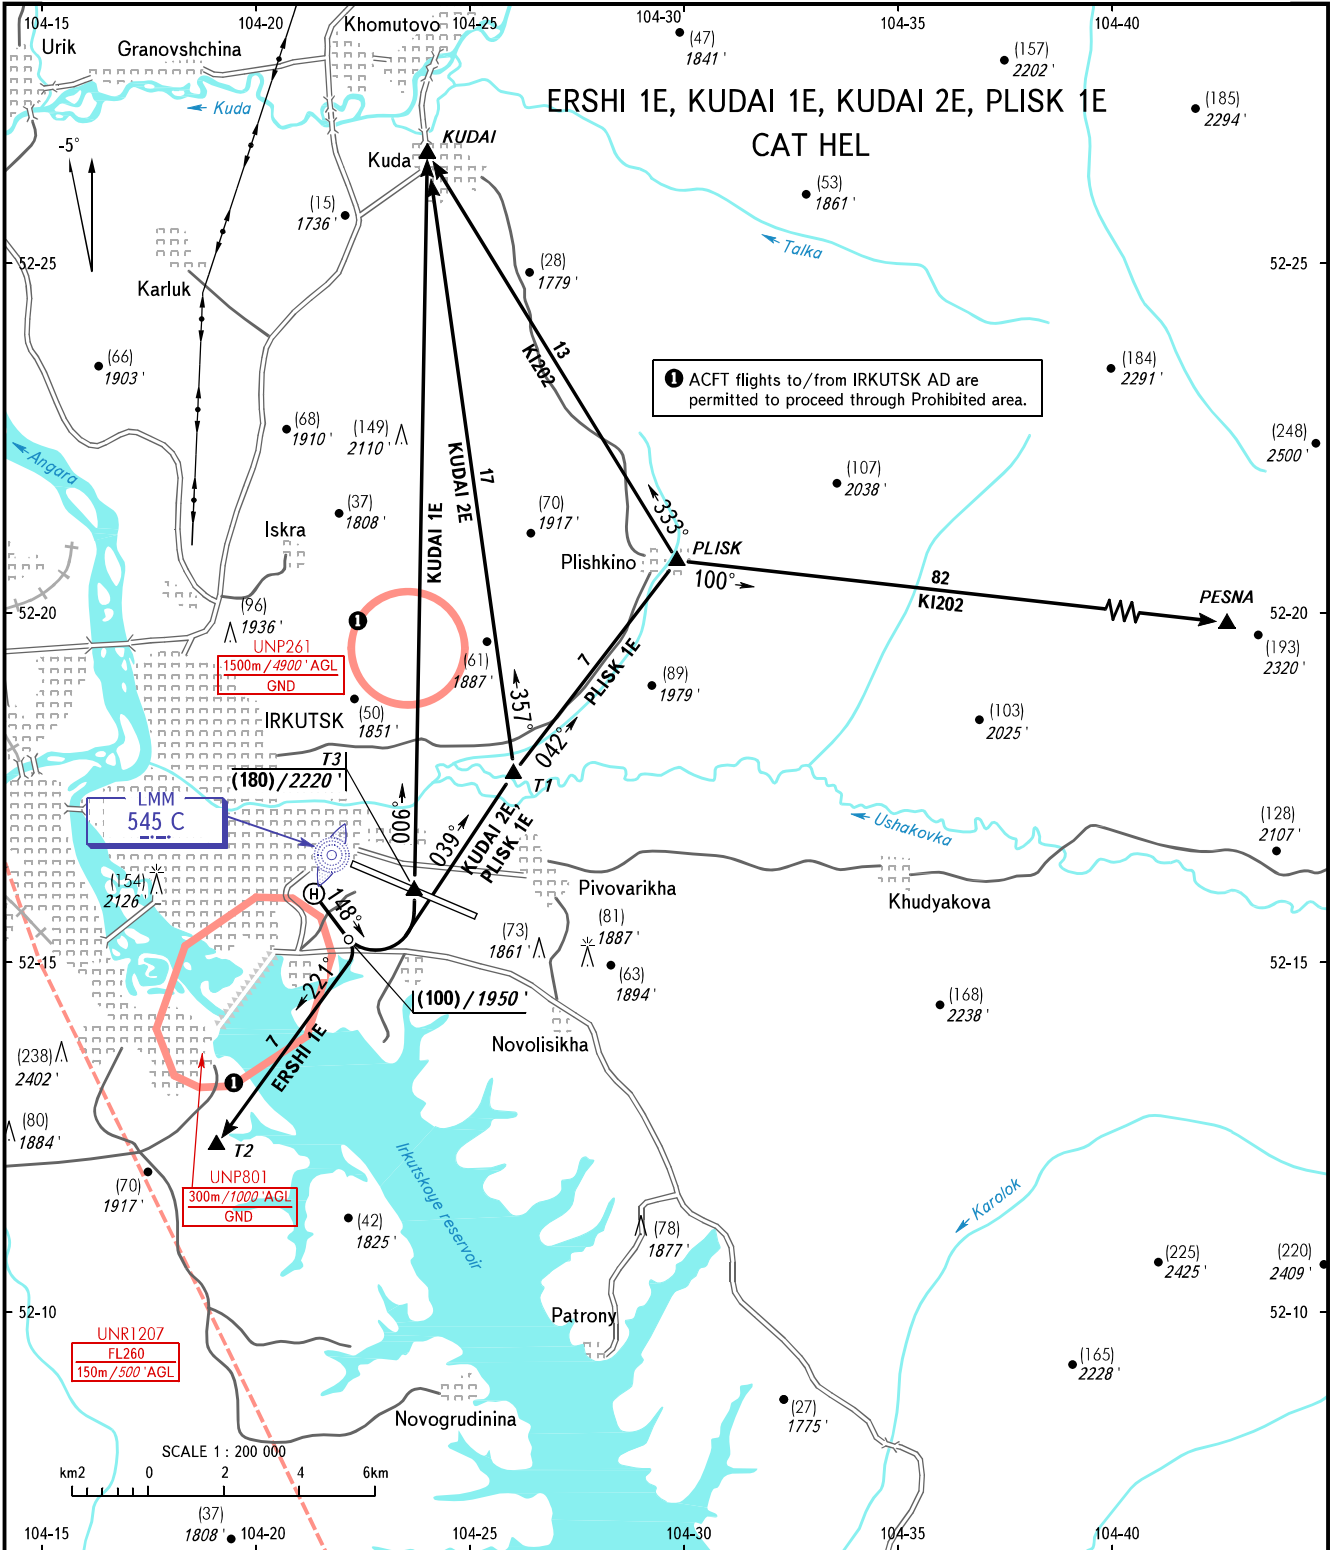 104-15
104-20
104-25
104-30
104-35
104-40
Khomutovo
Urik
Granovshchina
(47)
1841'
(157)
2202'
Kuda
ERSHI 1E, KUDAI 1E, KUDAI 2E, PLISK 1E
CAT HEL
(185)
2294'
-5°
KUDAI
Kuda
(53)
1861'
(15)
1736'
Talka
52-25
52-25
(28)
1779'
Karluk
13
KI202
(66)
1903'
(184)
2291'
1 ACFT flights to/from IRKUTSK AD are
permitted to proceed through Prohibited area.
(68)
1910'
(149)
2110'
(248)
2500'
Angara
17
KUDAI 2E
(107)
2038'
(37)
1808'
(70)
1917'
KUDAI 1E
333°
Iskra
PLISK
Plishkino
100°
82
KI202
PESNA
52-20
52-20
(96)
1936'
1
UNP261
1500m/4900'AGL
GND
(61)
1887'
7
PLISK 1E
(193)
2320'
(89)
1979'
357°
IRKUTSK
(50)
1851'
(103)
2025'
042°
T3
(180)/2220'
T1
LMM
545 C
006°
039°
KUDAI 2E,
PLISK 1E
Ushakovka
(128)
2107'
(154)
2126'
H
148°
Pivovarikha
Khudyakova
(81)
1887'
(73)
1861'
52-15
52-15
(63)
1894'
221°
(100)/1950'
(168)
2238'
7
ERSHI 1E
Novolisikha
(238)
2402'
1
(80)
1884'
T2
Irkutskoye reservoir
UNP801
300m/1000'AGL
GND
(70)
1917'
Karolok
(42)
1825'
(78)
1877'
(225)
2425'
(220)
2409'
52-10
52-10
Patrony
UNR1207
FL260
150m/500'AGL
(165)
2228'
Novogrudinina
(27)
1775'
SCALE 1 : 200 000
km2 0 2 4 6km
(37)
1808'
104-15
104-20
104-25
104-30
104-35
104-40